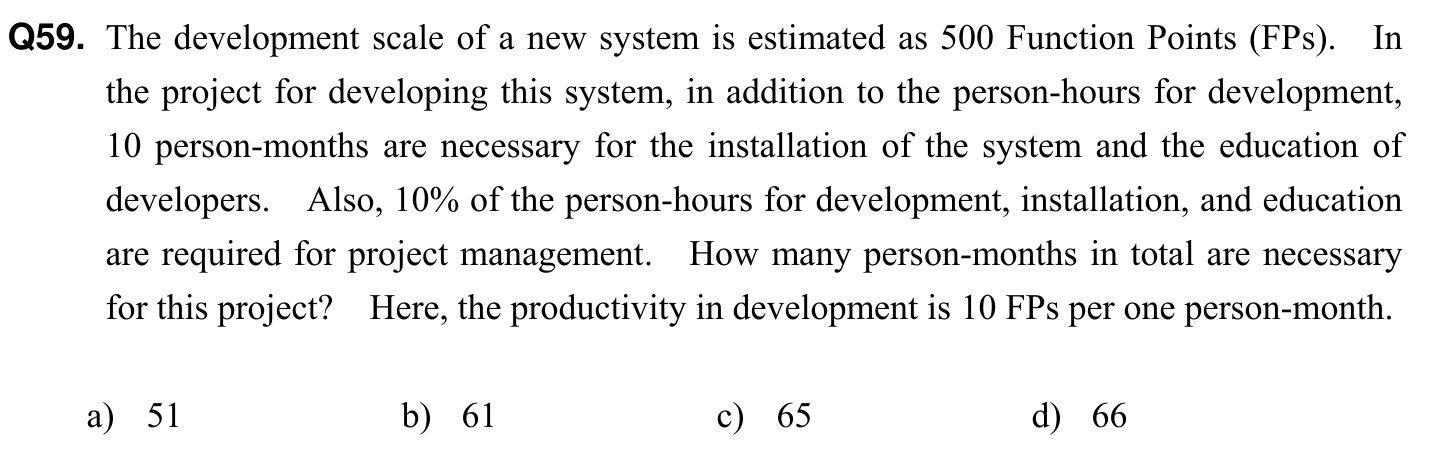 Q59. The development scale of a new system is estimated as 500 Function Points (FPs). In
the project for developing this system, in addition to the person-hours for development,
10 person-months are necessary for the installation of the system and the education of
developers. Also, 10% of the person-hours for development, installation, and education
are required for project management. How many person-months in total are necessary
for this project? Here, the productivity in development is 10 FPs per one person-month.
a) 51 b) 61 c) 65 d) 66